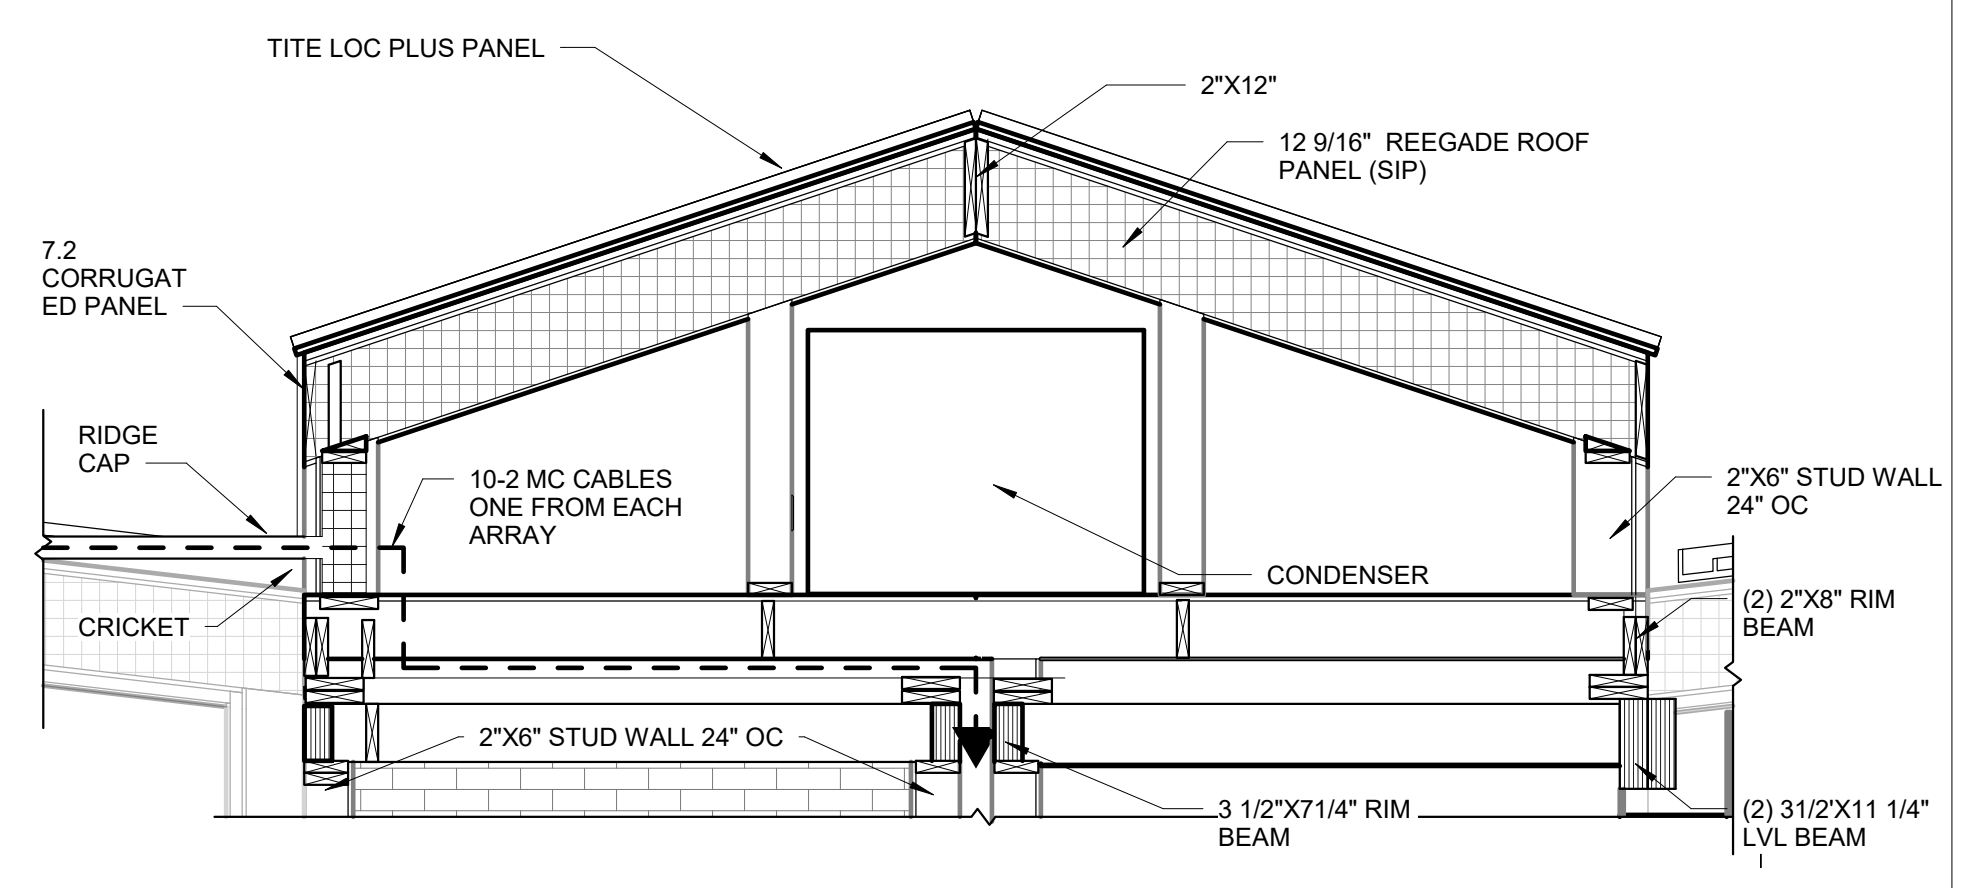 TITE LOC PLUS PANEL
2"X12"
12 9/16"  REEGADE ROOF
PANEL (SIP)
7.2
CORRUGAT
ED PANEL
RIDGE
CAP
10-2 MC CABLES
ONE FROM EACH
ARRAY
2"X6" STUD WALL
24" OC
CONDENSER
CRICKET
(2) 2"X8" RIM
BEAM
2"X6" STUD WALL 24" OC
3 1/2"X71/4" RIM
BEAM
(2) 31/2'X11 1/4"
LVL BEAM